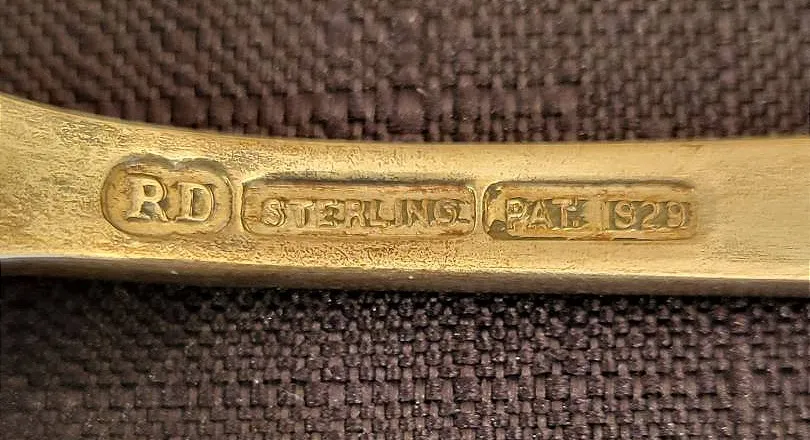 RD STERLING PAT. 1929